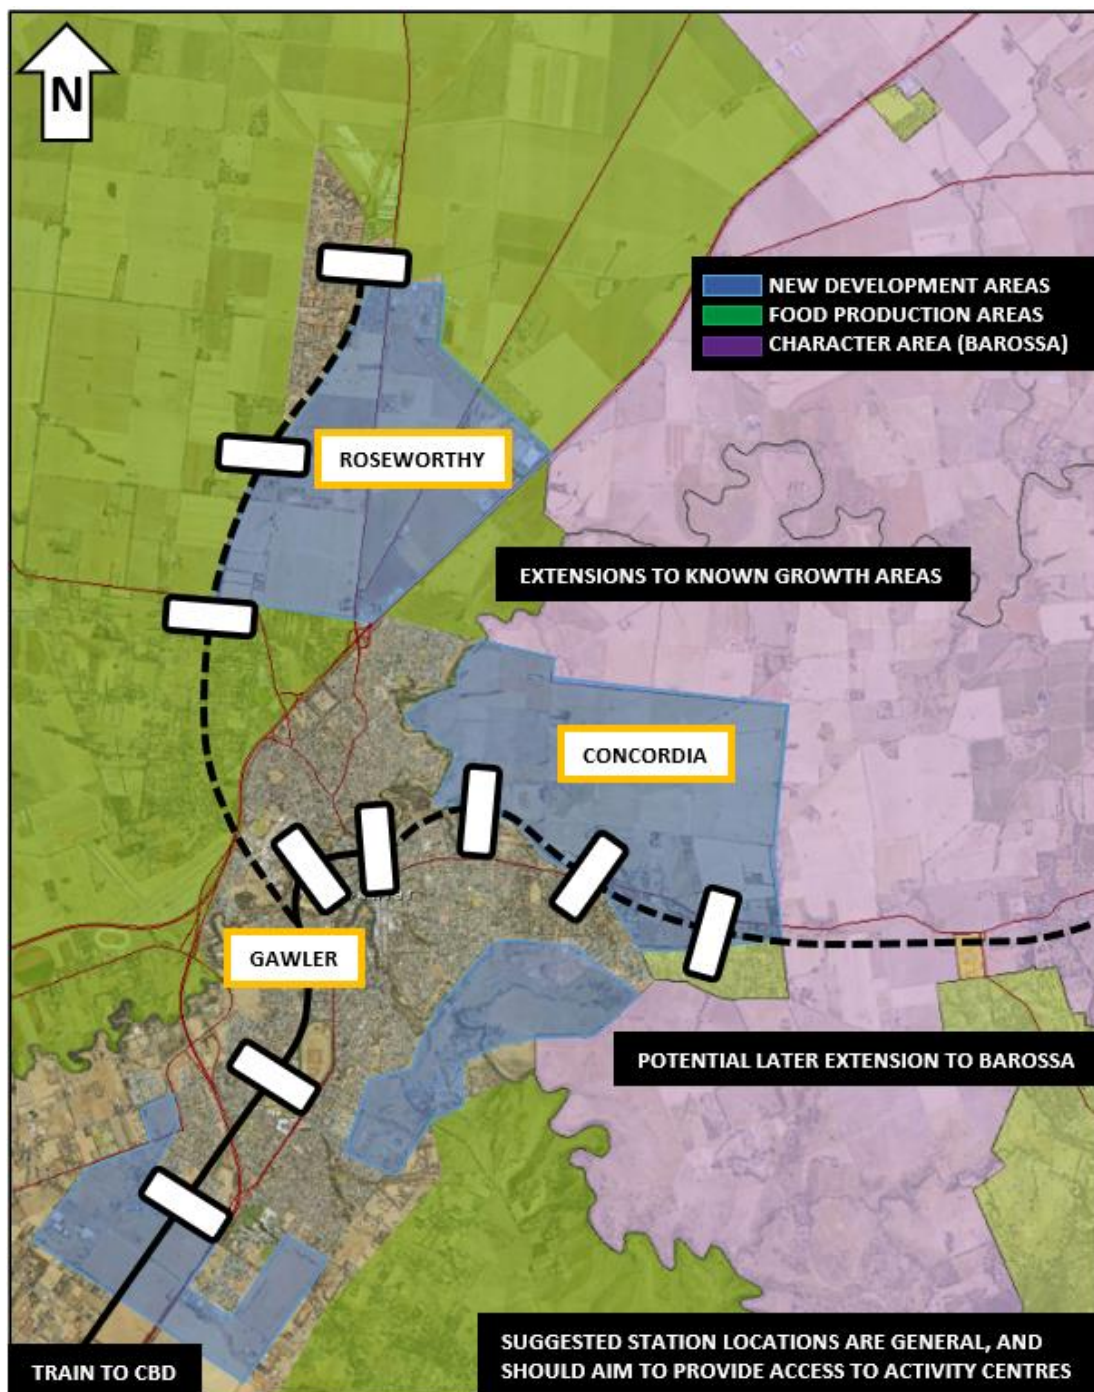 N
NEW DEVELOPMENT AREAS
FOOD PRODUCTION AREAS
CHARACTER AREA (BAROSSA)
ROSEWORTHY
EXTENSIONS TO KNOWN GROWTH AREAS
CONCORDIA
GAWLER
POTENTIAL LATER EXTENSION TO BAROSSA
SUGGESTED STATION LOCATIONS ARE GENERAL, AND
SHOULD AIM TO PROVIDE ACCESS TO ACTIVITY CENTRES
TRAIN TO CBD